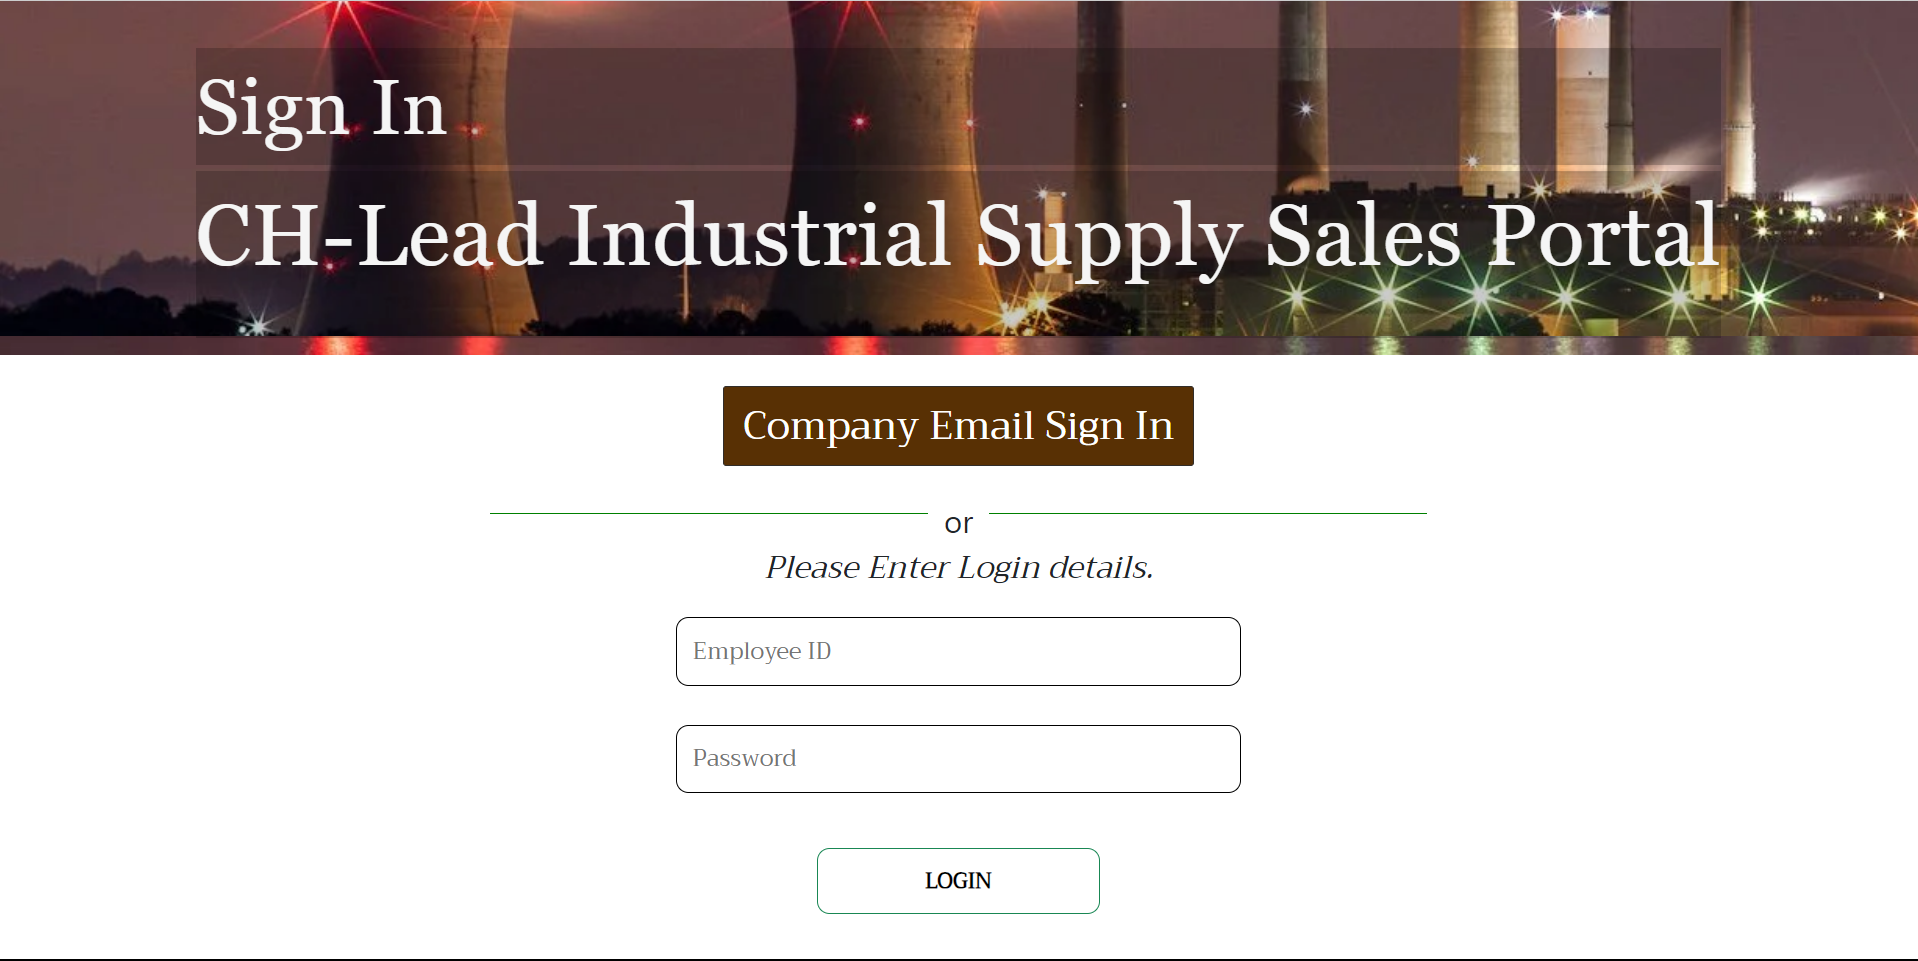 Sign In
CH-Lead Industrial Supply Sales Portal
Company Email Sign In
or
Please Enter Login details.
Employee ID
Password
LOGIN